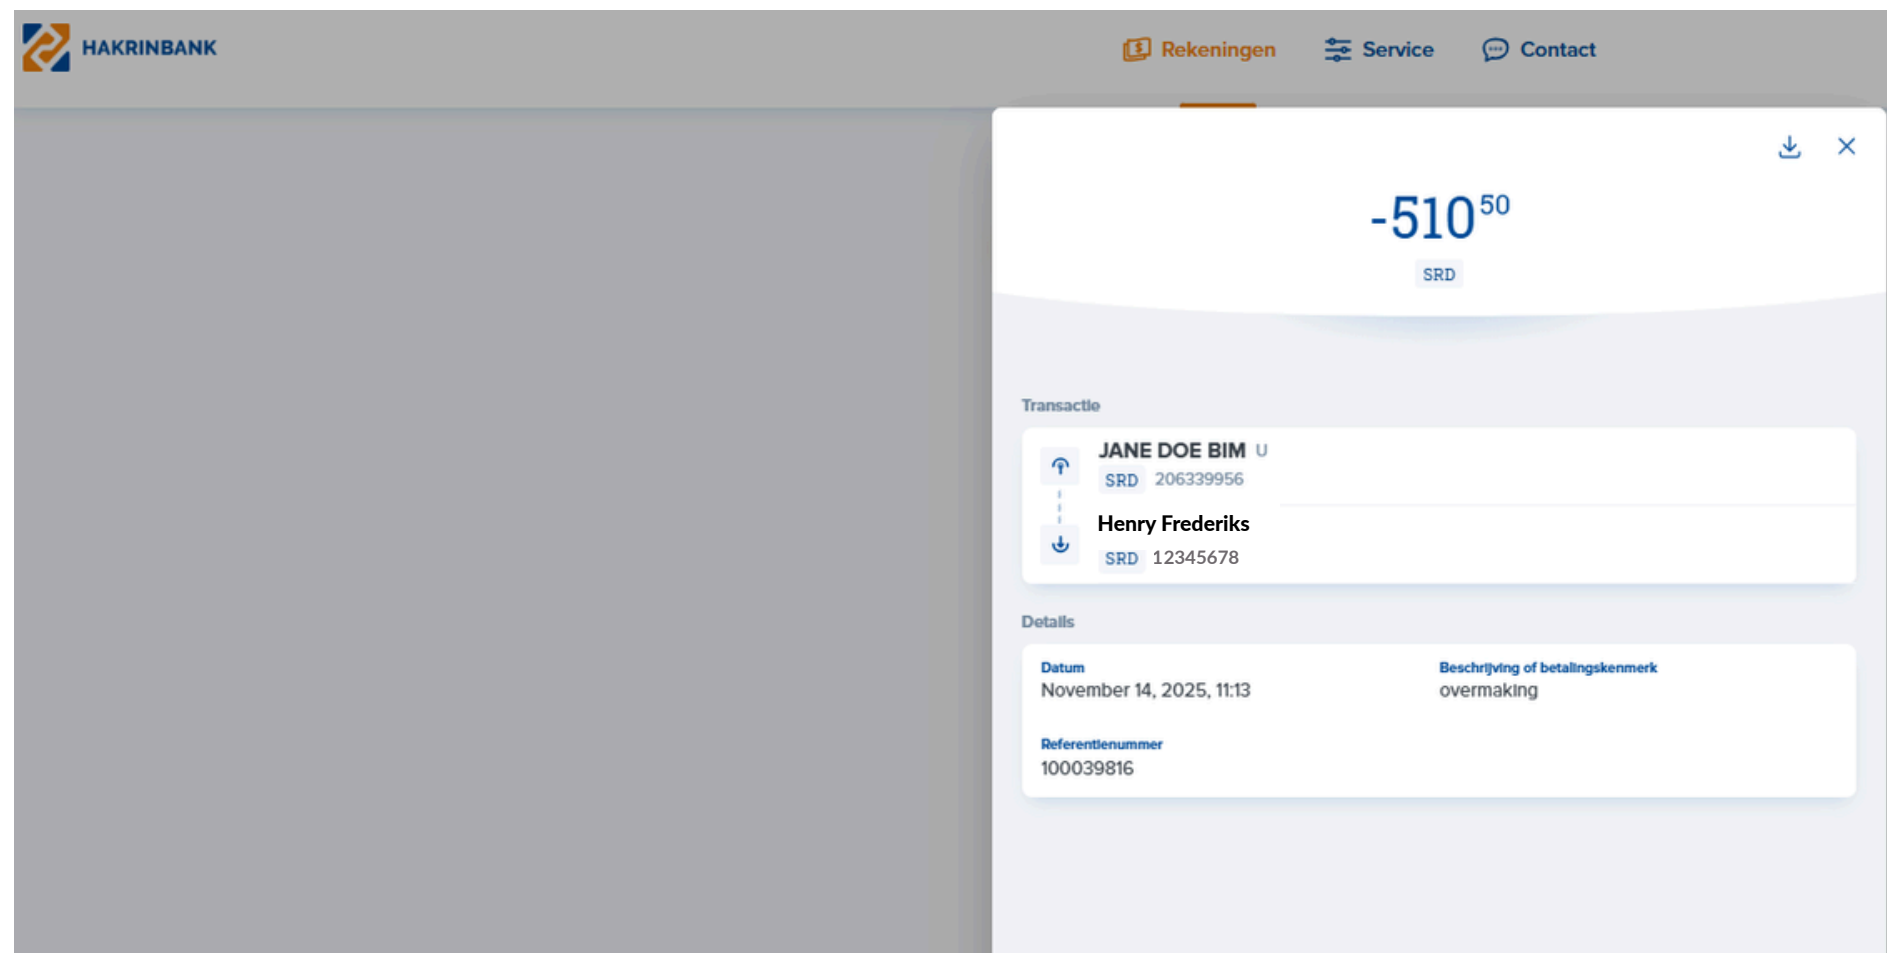 HAKRINBANK
Rekeningen Service Contact
-510 50
SRD
Transactie
JANE DOE BIM U
SRD 206339956
Henry Frederiks
SRD 12345678
Details
Datum
November 14, 2025, 11:13
Beschrijving of betalingskenmerk
overmaking
Referentienummer
100039816